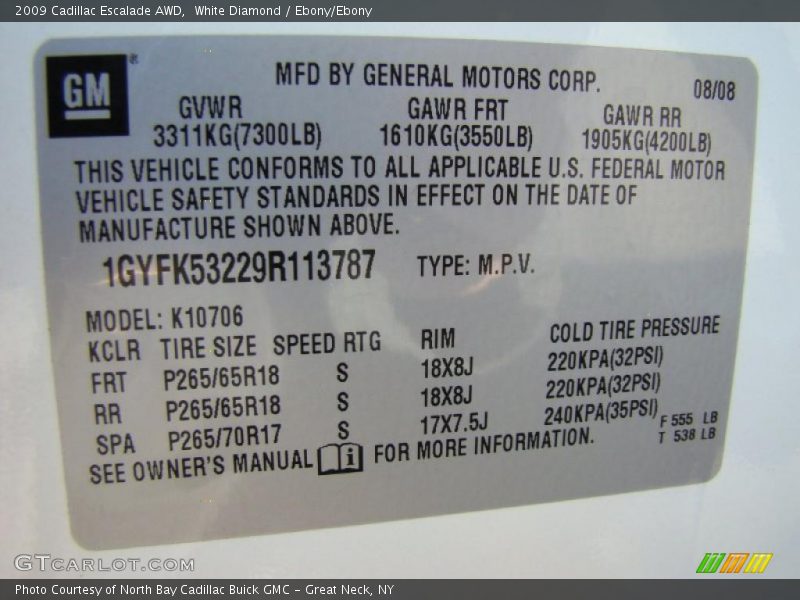 2009 Cadillac Escalade AWD, White Diamond / Ebony/Ebony
GM®
MFD BY GENERAL MOTORS CORP.
08/08
GVWR GAWR FRT GAWR RR
3311KG(7300LB) 1610KG(3550LB) 1905KG(4200LB)
THIS VEHICLE CONFORMS TO ALL APPLICABLE U.S. FEDERAL MOTOR
VEHICLE SAFETY STANDARDS IN EFFECT ON THE DATE OF
MANUFACTURE SHOWN ABOVE.
1GYFK53229R113787 TYPE: M.P.V.
MODEL: K10706
KCLR TIRE SIZE SPEED RTG RIM COLD TIRE PRESSURE
FRT P265/65R18 S 18X8J 220KPA(32PSI)
RR P265/65R18 S 18X8J 220KPA(32PSI)
SPA P265/70R17 S 17X7.5J 240KPA(35PSI)
F 555 LB
T 538 LB
SEE OWNER'S MANUAL i FOR MORE INFORMATION.
GTCARLOT.COM
Photo Courtesy of North Bay Cadillac Buick GMC - Great Neck, NY